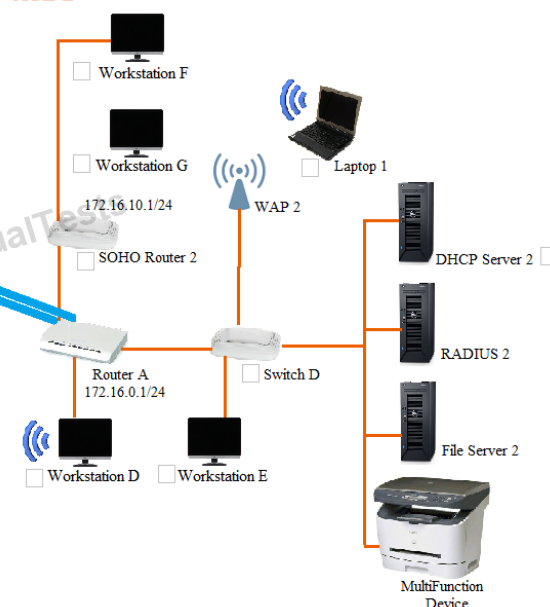 Workstation F
Workstation G
Laptop 1
172.16.10.1/24
WAP 2
SOHO Router 2
DHCP Server 2
RADIUS 2
Router A
172.16.0.1/24
Switch D
File Server 2
Workstation D
Workstation E
MultiFunction
Device